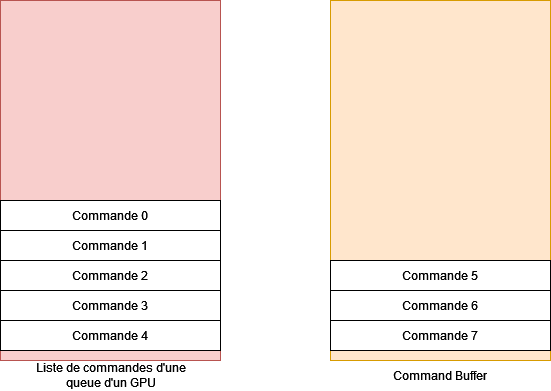 Commande 0
Commande 1
Commande 2
Commande 3
Commande 4
Liste de commandes d'une
queue d'un GPU
Commande 5
Commande 6
Commande 7
Command Buffer